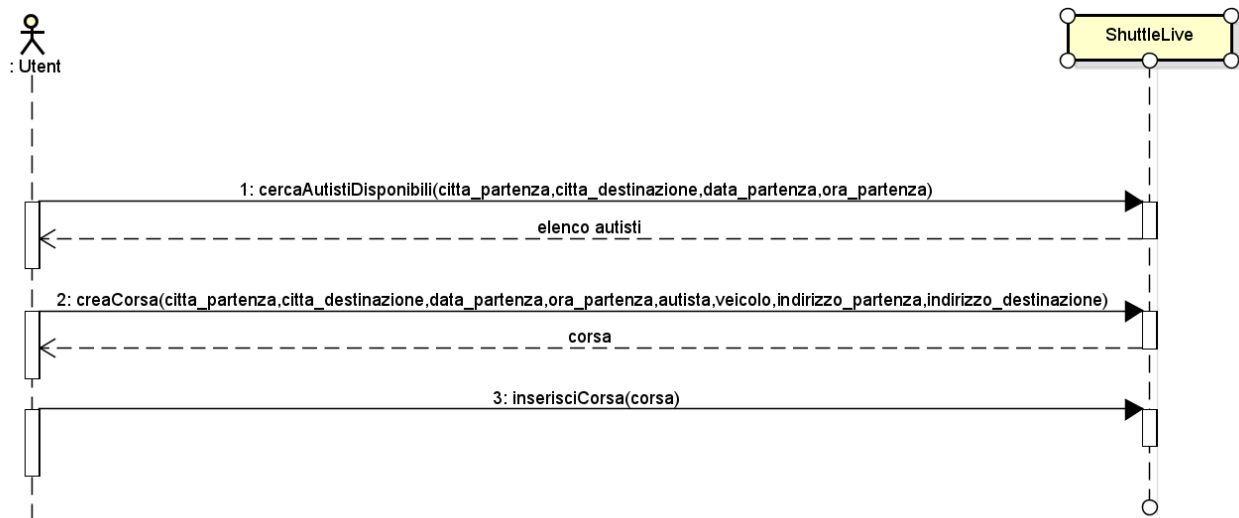 : Utent
ShuttleLive
1: cercaAutistiDisponibili(citta_partenza,citta_destinazione,data_partenza,ora_partenza)
elenco autisti
2: creaCorsa(citta_partenza,citta_destinazione,data_partenza,ora_partenza,autista,veicolo,indirizzo_partenza,indirizzo_destinazione)
corsa
3: inserisciCorsa(corsa)